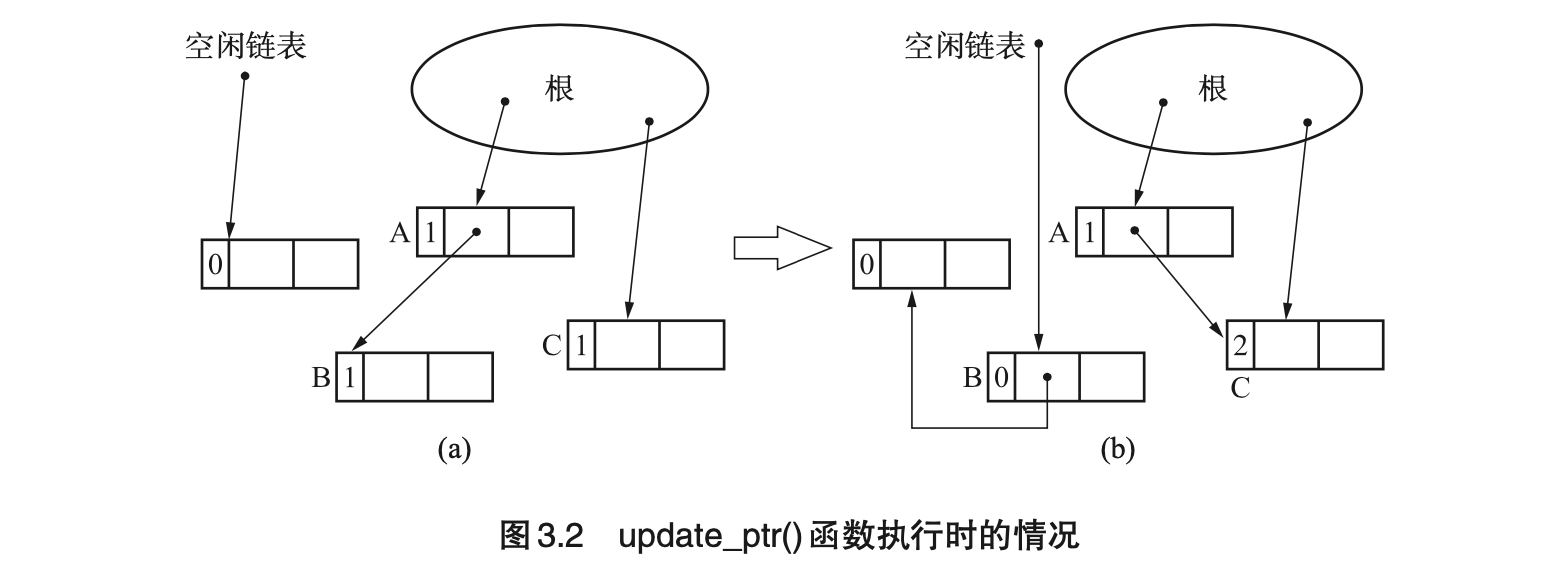 空闲链表
根
0
A 1
B 1
C 1
(a)
空闲链表
根
0
A 1
B 0
2
C
(b)
图3.2 update_ptr()函数执行时的情况